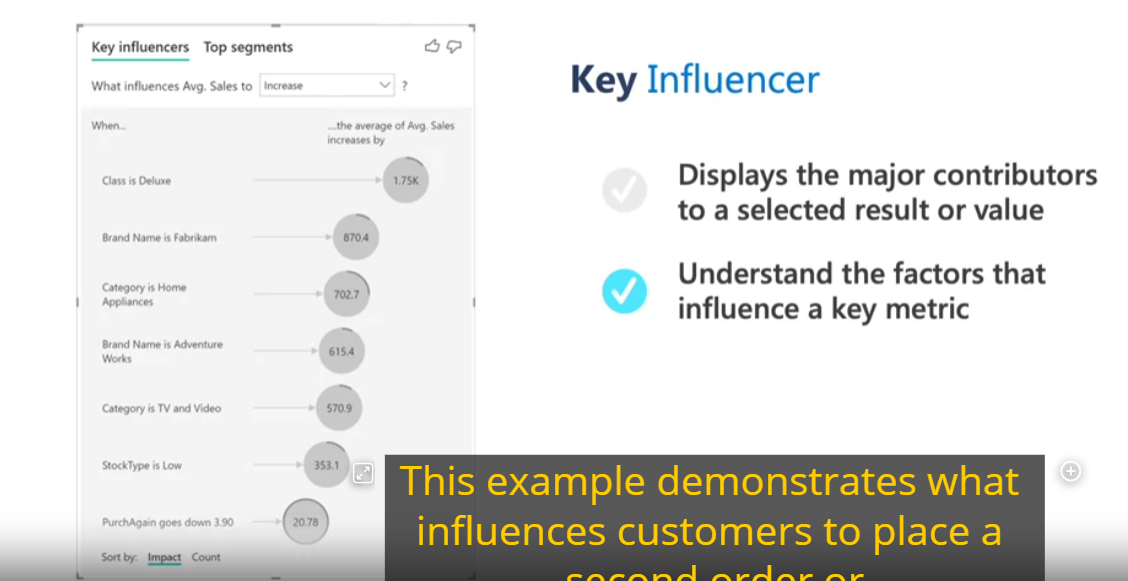 Key influencers Top segments
What influences Avg. Sales to Increase ?
When...
...the average of Avg. Sales
increases by
Class is Deluxe
1.75K
Brand Name is Fabrikam
870.4
Category is Home
Appliances
702.7
Brand Name is Adventure
Works
615.4
Category is TV and Video
570.9
StockType is Low
353.1
PurchAgain goes down 3.90
20.78
Sort by: Impact Count
Key Influencer
Displays the major contributors
to a selected result or value
Understand the factors that
influence a key metric
This example demonstrates what
influences customers to place a
second order or